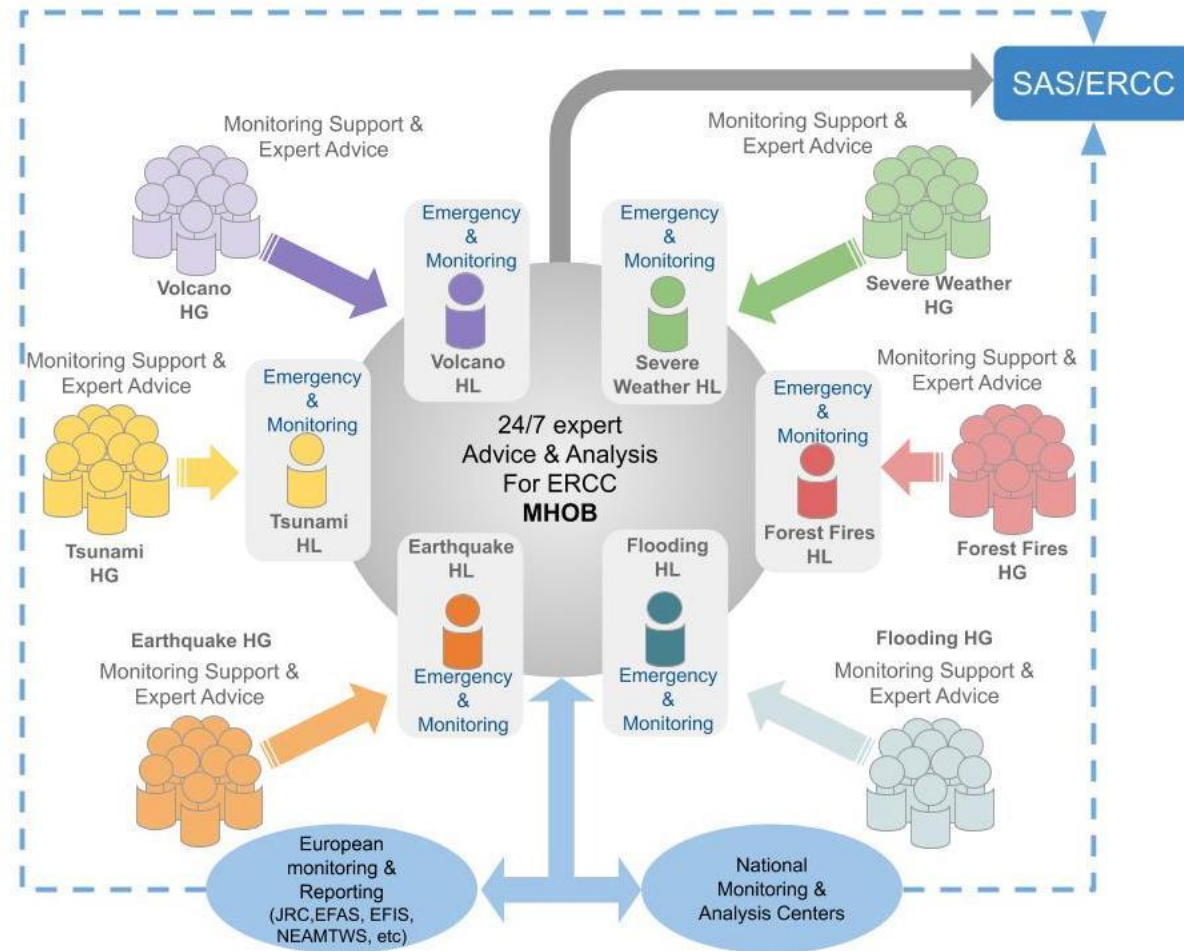 SAS/ERCC
Monitoring Support &
Expert Advice
Volcano
HG
Emergency
&
Monitoring
Volcano
HL
Emergency
&
Monitoring
Severe
Weather HL
Monitoring Support &
Expert Advice
Severe Weather
HG
Monitoring Support &
Expert Advice
Tsunami
HG
Emergency
&
Monitoring
Tsunami
HL
24/7 expert
Advice & Analysis
For ERCC
MHOB
Emergency
&
Monitoring
Forest Fires
HL
Monitoring Support &
Expert Advice
Forest Fires
HG
Earthquake HG
Monitoring Support &
Expert Advice
Earthquake
HL
Emergency
&
Monitoring
Flooding
HL
Emergency
&
Monitoring
Flooding HG
Monitoring Support &
Expert Advice
European
monitoring &
Reporting
(JRC,EFAS, EFIS,
NEAMTWS, etc)
National
Monitoring &
Analysis Centers